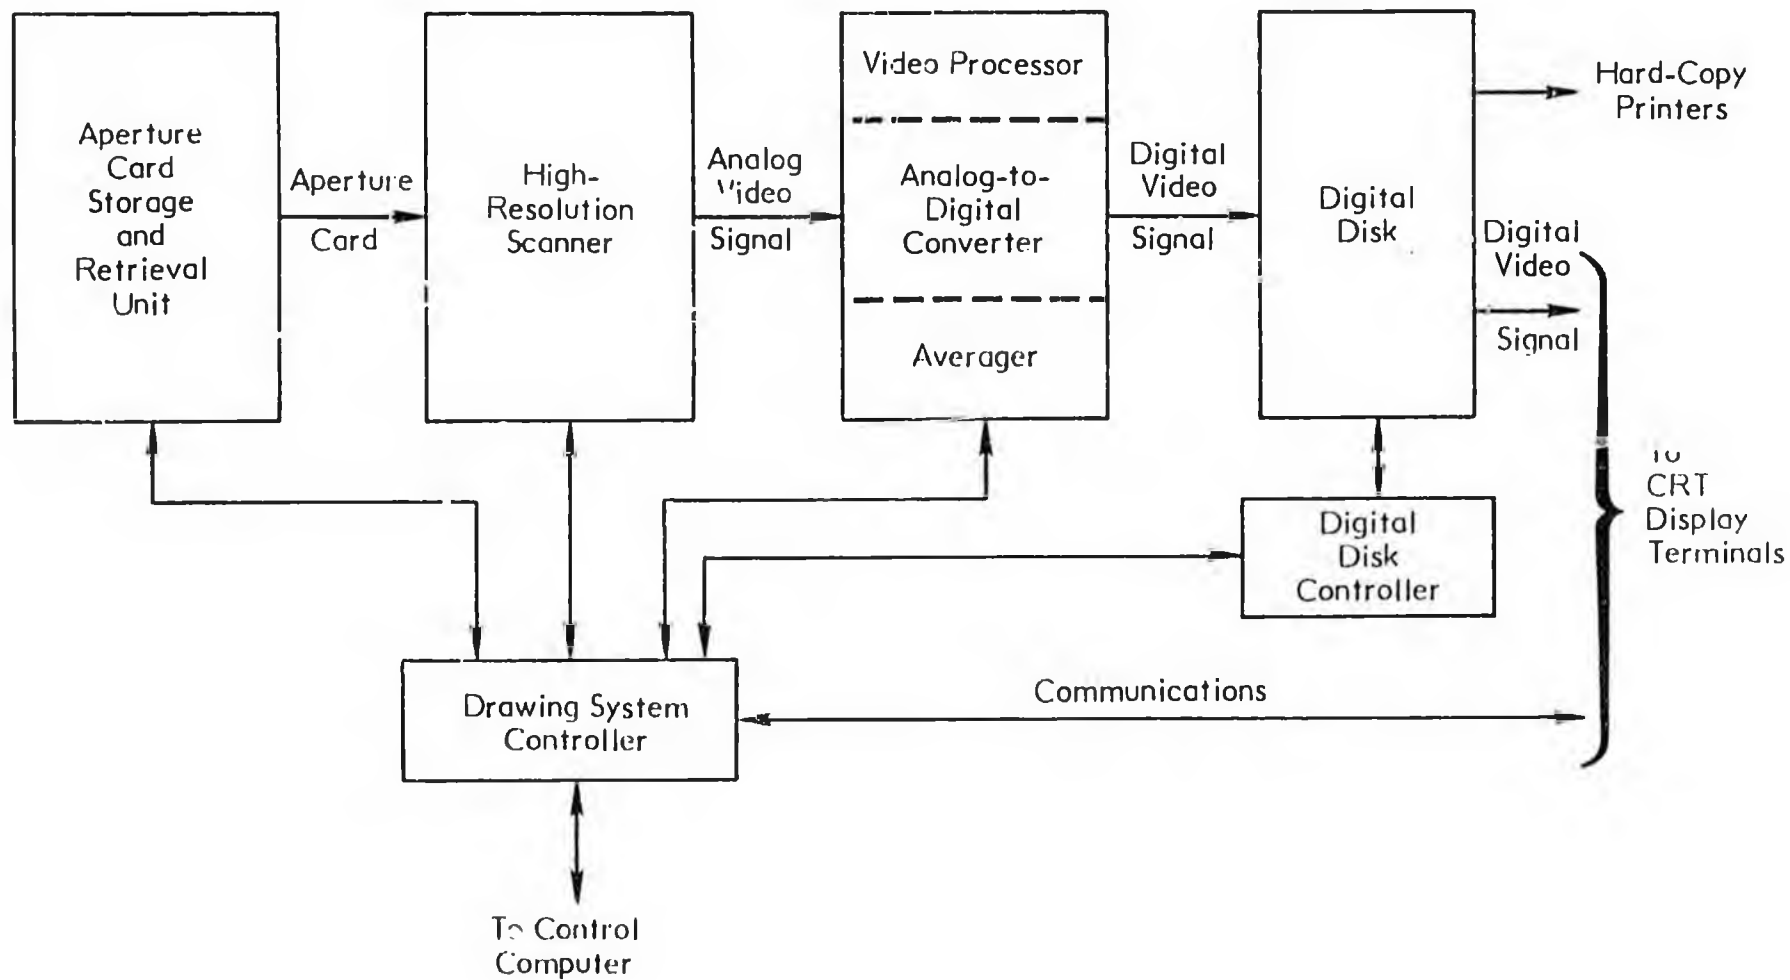 Aperture
Card
Storage
and
Retrieval
Unit
Aperture
Card
High-
Resolution
Scanner
Analog
Video
Signal
Video Processor
Analog-to-
Digital
Converter
Averager
Digital
Video
Signal
Digital
Disk
Hard-Copy
Printers
Digital
Video
Signal
To
CRT
Display
Terminals
Digital
Disk
Controller
Drawing System
Controller
Communications
To Control
Computer